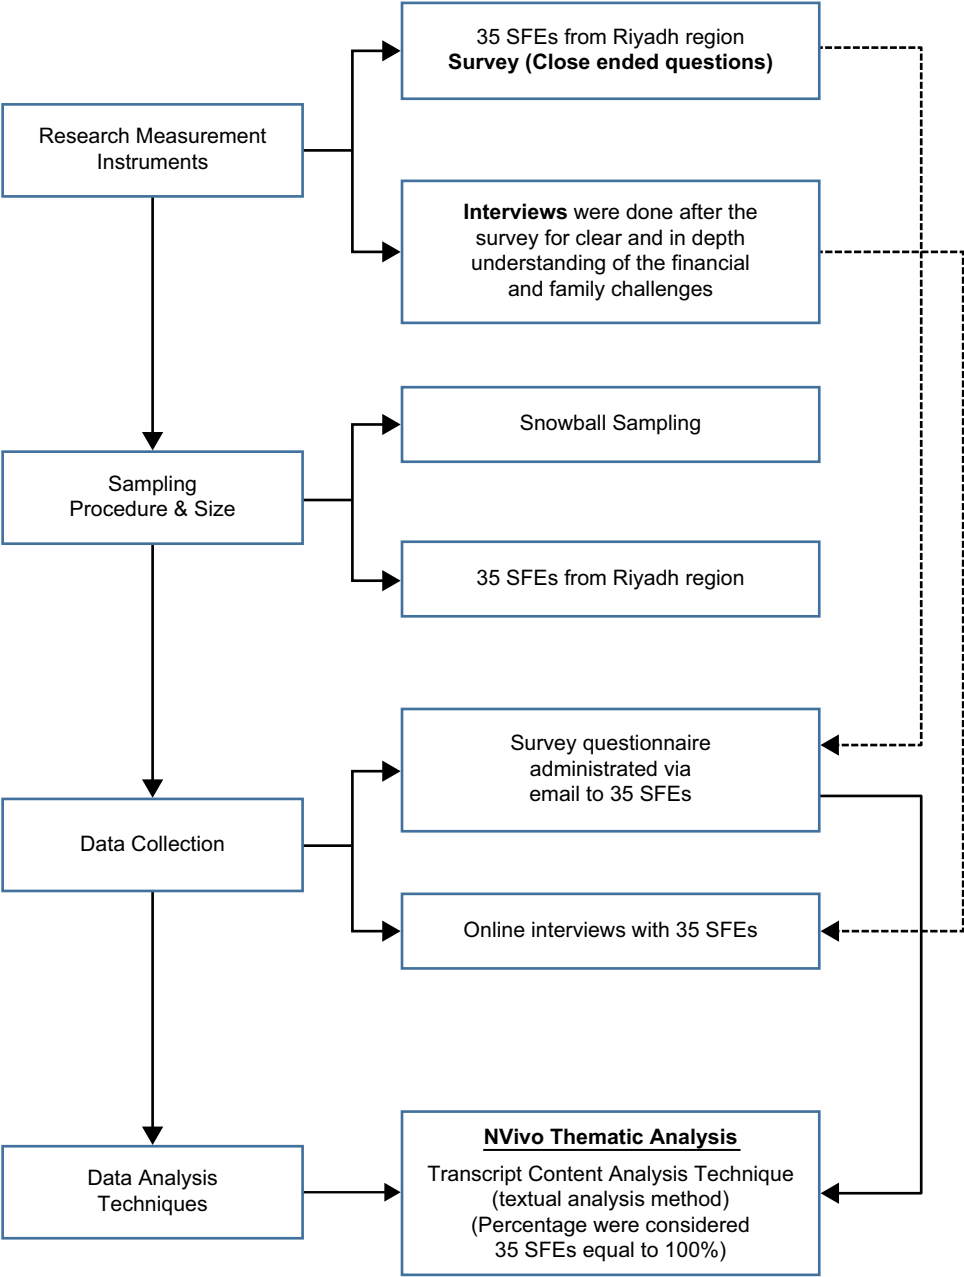 35 SFEs from Riyadh region
Survey (Close ended questions)
Research Measurement
Instruments
Interviews were done after the
survey for clear and in depth
understanding of the financial
and family challenges
Snowball Sampling
Sampling
Procedure & Size
35 SFEs from Riyadh region
Survey questionnaire
administrated via
email to 35 SFEs
Data Collection
Online interviews with 35 SFEs
NVivo Thematic Analysis
Transcript Content Analysis Technique
(textual analysis method)
(Percentage were considered
35 SFEs equal to 100%)
Data Analysis
Techniques